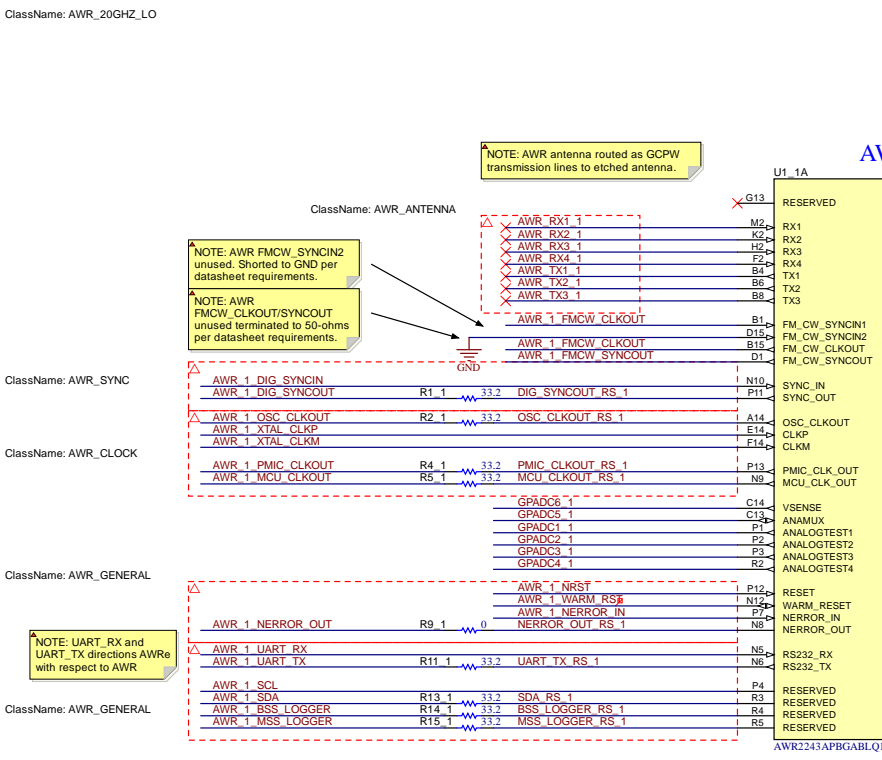 ClassName: AWR_20GHZ_LO
NOTE: AWR antenna routed as GCPW
transmission lines to etched antenna.
U1_1A
G13 RESERVED
ClassName: AWR_ANTENNA
AWR_RX1_1 M2 RX1
AWR_RX2_1 K2 RX2
AWR_RX3_1 H2 RX3
AWR_RX4_1 F2 RX4
AWR_TX1_1 B4 TX1
AWR_TX2_1 B6 TX2
AWR_TX3_1 B8 TX3
NOTE: AWR FMCW_SYNCIN2
unused. Shorted to GND per
datasheet requirements.
NOTE: AWR
FMCW_CLKOUT/SYNCOUT
unused terminated to 50-ohms
per datasheet requirements.
AWR_1_FMCW_CLKOUT B1 FM_CW_SYNCIN1
D15 FM_CW_SYNCIN2
AWR_1_FMCW_CLKOUT B15 FM_CW_CLKOUT
AWR_1_FMCW_SYNCOUT D1 FM_CW_SYNCOUT
GND
ClassName: AWR_SYNC
AWR_1_DIG_SYNCIN N10 SYNC_IN
AWR_1_DIG_SYNCOUT R1_1 33.2 DIG_SYNCOUT_RS_1 P11 SYNC_OUT
AWR_1_OSC_CLKOUT R2_1 33.2 OSC_CLKOUT_RS_1 A14 OSC_CLKOUT
AWR_1_XTAL_CLKP E14 CLKP
AWR_1_XTAL_CLKM F14 CLKM
ClassName: AWR_CLOCK
AWR_1_PMIC_CLKOUT R4_1 33.2 PMIC_CLKOUT_RS_1 P13 PMIC_CLK_OUT
AWR_1_MCU_CLKOUT R5_1 33.2 MCU_CLKOUT_RS_1 N9 MCU_CLK_OUT
GPADC6_1 C14 VSENSE
GPADC5_1 C13 ANAMUX
GPADC1_1 P1 ANALOGTEST1
GPADC2_1 P2 ANALOGTEST2
GPADC3_1 P3 ANALOGTEST3
GPADC4_1 R2 ANALOGTEST4
ClassName: AWR_GENERAL
AWR_1_NRST P12 RESET
AWR_1_WARM_RST N12 WARM_RESET
AWR_1_NERROR_IN P7 NERROR_IN
AWR_1_NERROR_OUT R9_1 0 NERROR_OUT_RS_1 N8 NERROR_OUT
NOTE: UART_RX and
UART_TX directions AWRe
with respect to AWR
AWR_1_UART_RX N5 RS232_RX
AWR_1_UART_TX R11_1 33.2 UART_TX_RS_1 N6 RS232_TX
AWR_1_SCL P4 RESERVED
AWR_1_SDA R13_1 33.2 SDA_RS_1 R3 RESERVED
ClassName: AWR_GENERAL
AWR_1_BSS_LOGGER R14_1 33.2 BSS_LOGGER_RS_1 R4 RESERVED
AWR_1_MSS_LOGGER R15_1 33.2 MSS_LOGGER_RS_1 R5 RESERVED